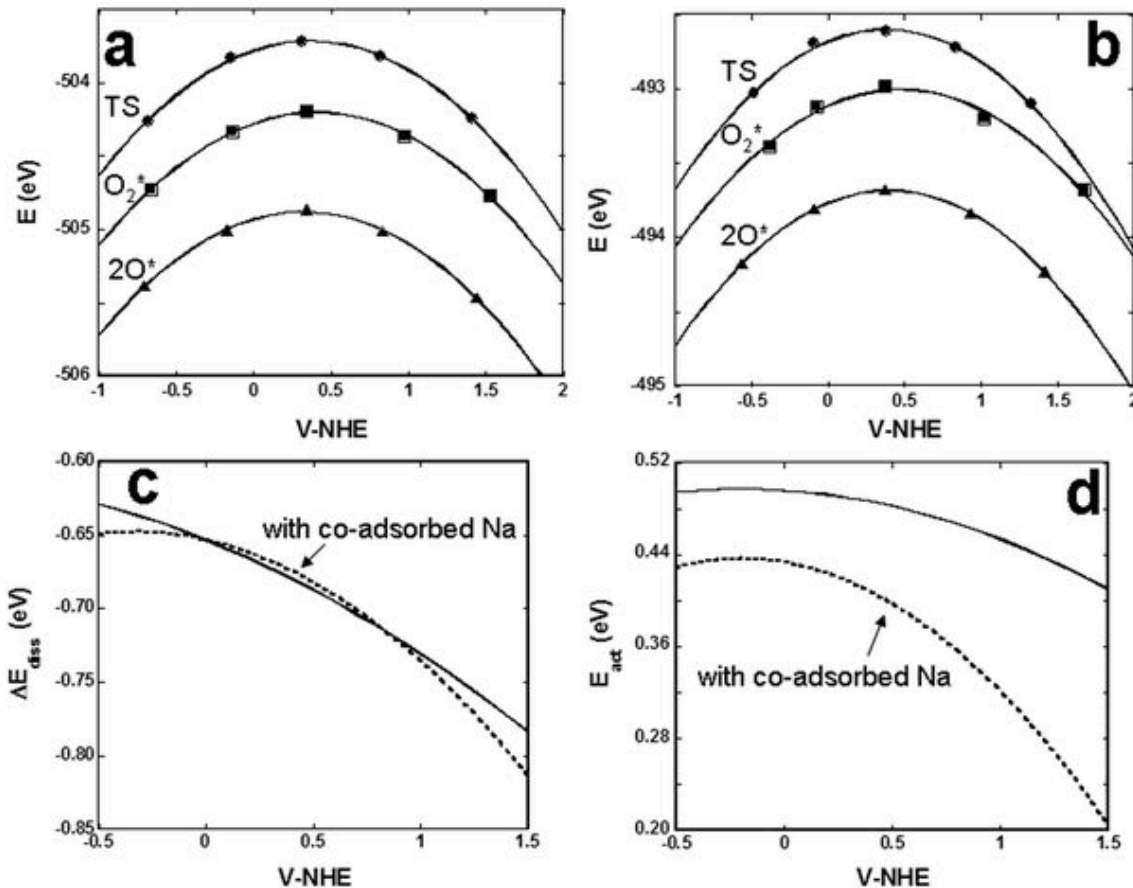 a
E (eV)
-504
-505
-506
TS
O2*
2O*
-1 -0.5 0 0.5 1 1.5 2
V-NHE
b
E (eV)
-493
-494
-495
TS
O2*
2O*
-1 -0.5 0 0.5 1 1.5 2
V-NHE
c
ΔE diss (eV)
-0.60
-0.65
-0.70
-0.75
-0.80
-0.85
with co-adsorbed Na
-0.5 0 0.5 1 1.5
V-NHE
d
E act (eV)
0.52
0.44
0.36
0.28
0.20
with co-adsorbed Na
-0.5 0 0.5 1 1.5
V-NHE